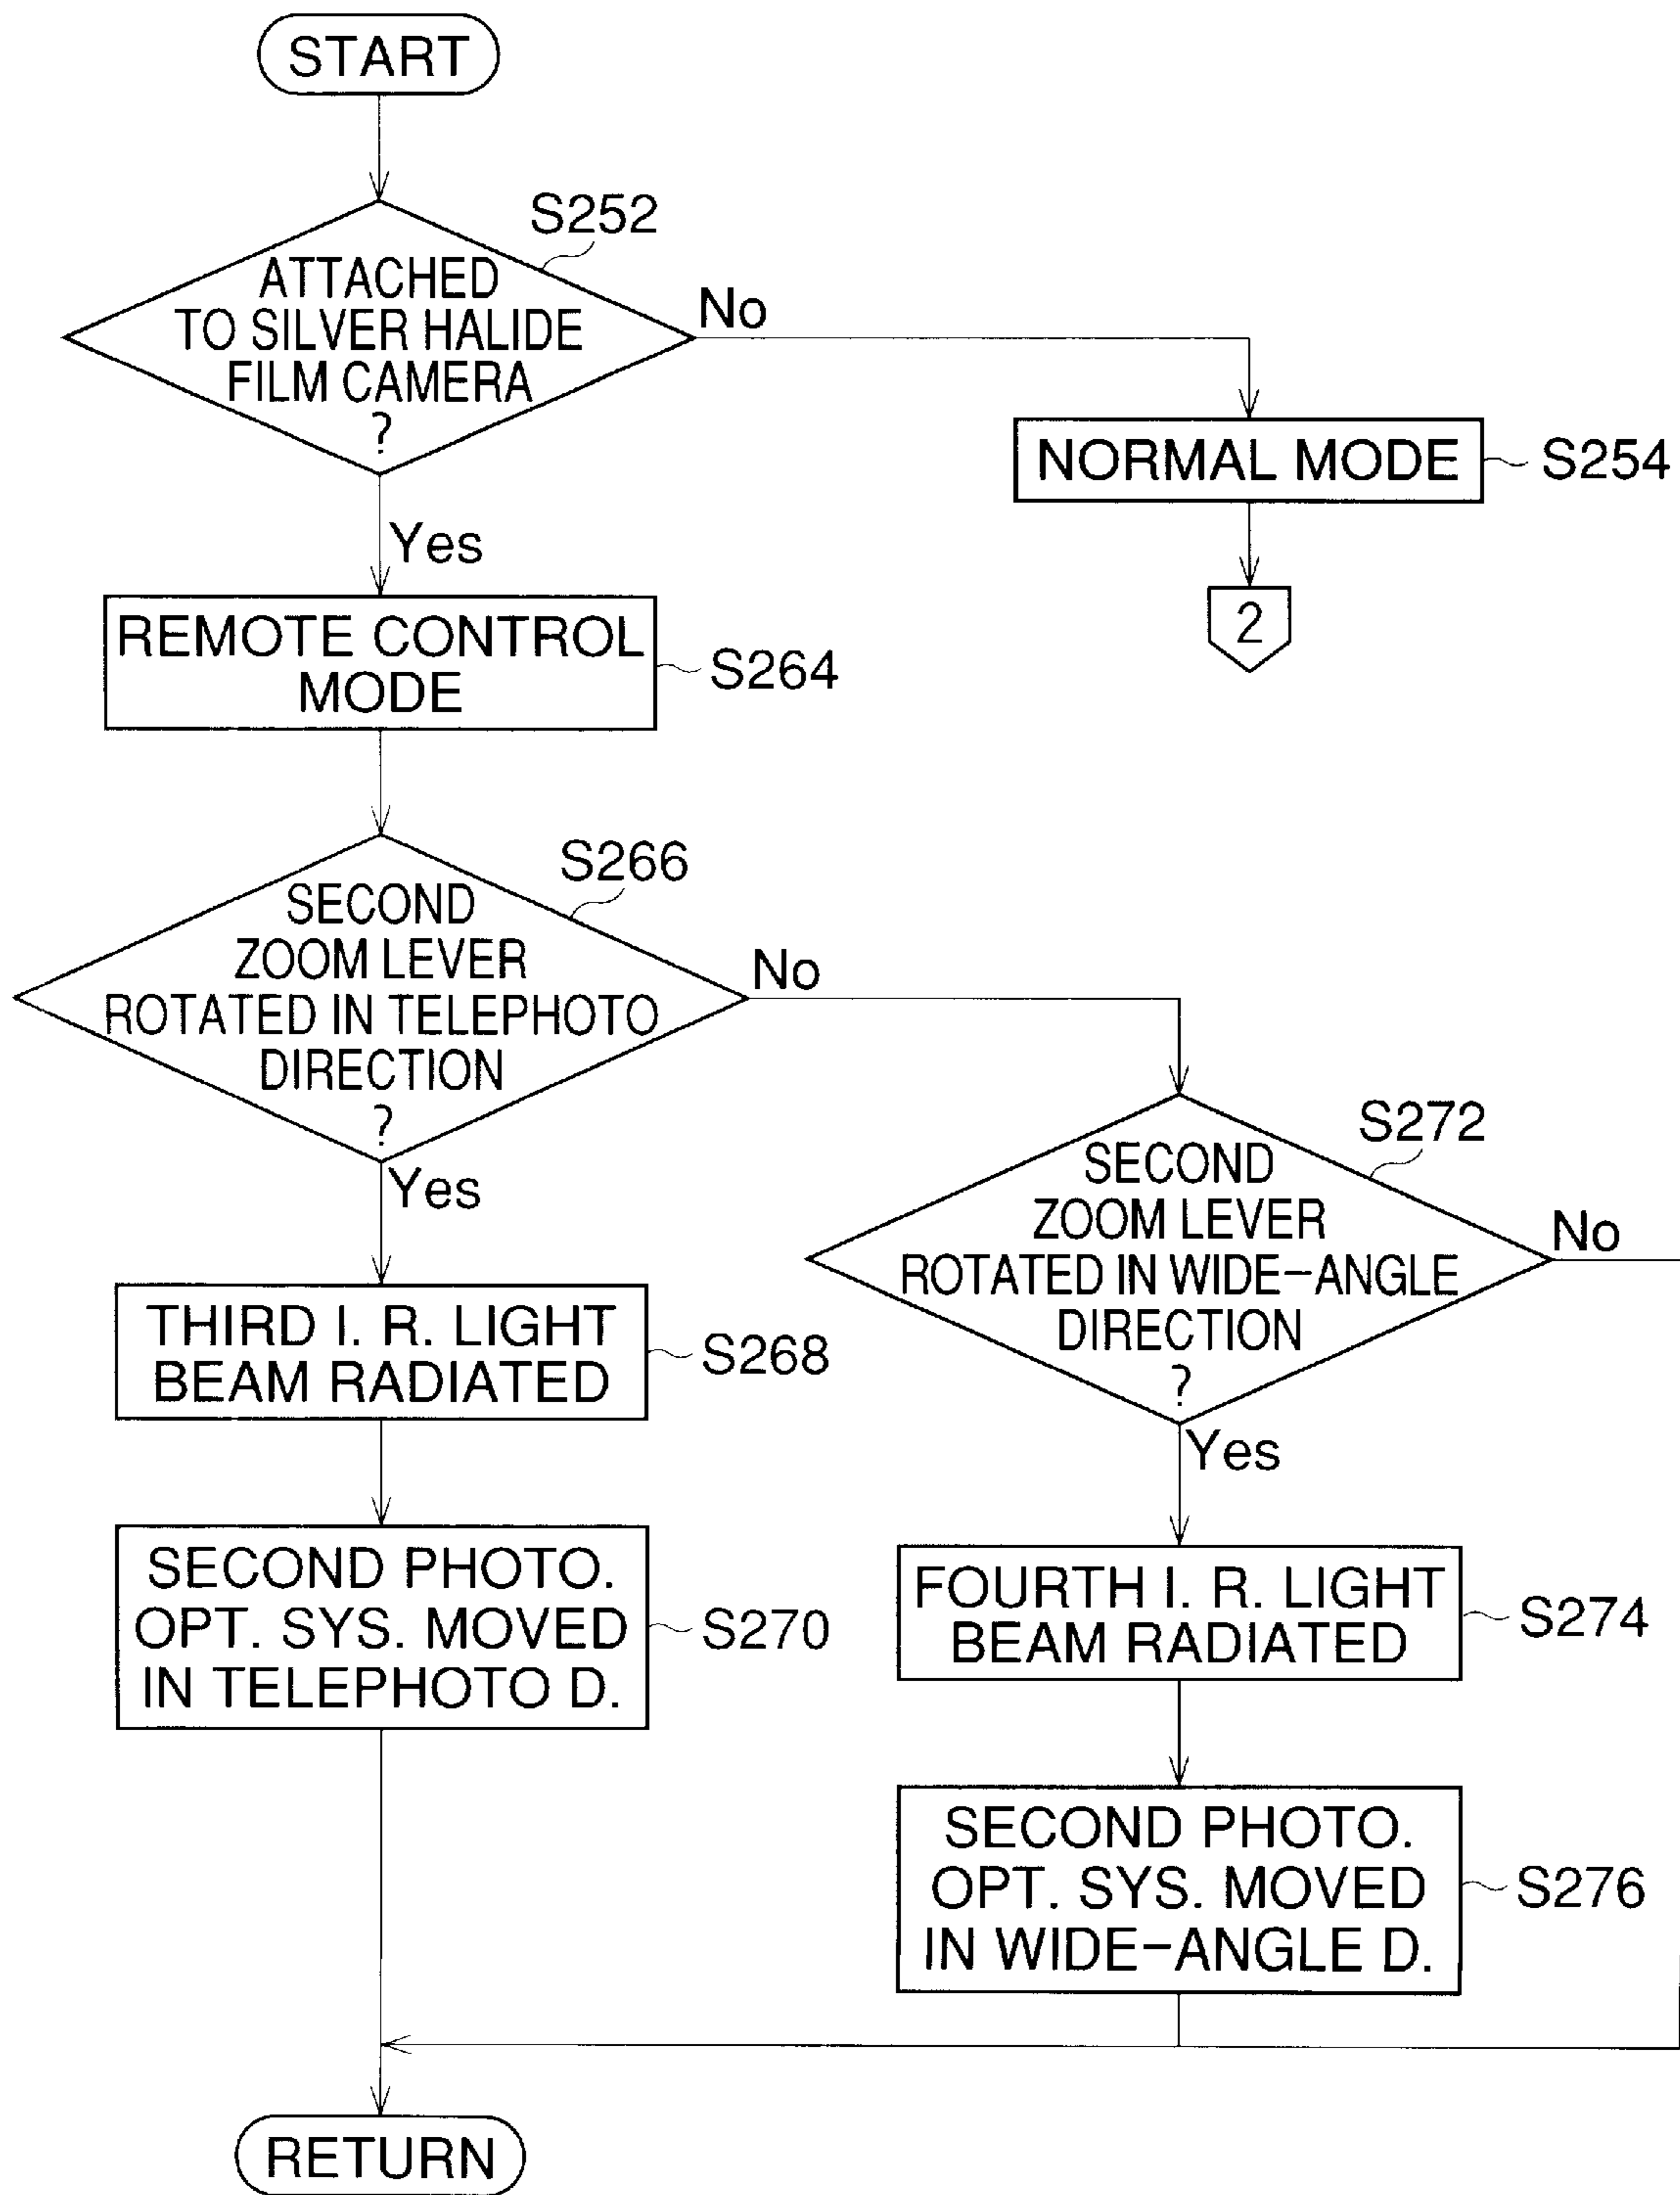 START
S252
ATTACHED
TO SILVER HALIDE
FILM CAMERA
?
No
NORMAL MODE
S254
2
Yes
REMOTE CONTROL
MODE
S264
S266
SECOND
ZOOM LEVER
ROTATED IN TELEPHOTO
DIRECTION
?
No
Yes
S272
SECOND
ZOOM LEVER
ROTATED IN WIDE-ANGLE
DIRECTION
?
No
Yes
THIRD I. R. LIGHT
BEAM RADIATED
S268
SECOND PHOTO.
OPT. SYS. MOVED
IN TELEPHOTO D.
S270
FOURTH I. R. LIGHT
BEAM RADIATED
S274
SECOND PHOTO.
OPT. SYS. MOVED
IN WIDE-ANGLE D.
S276
RETURN